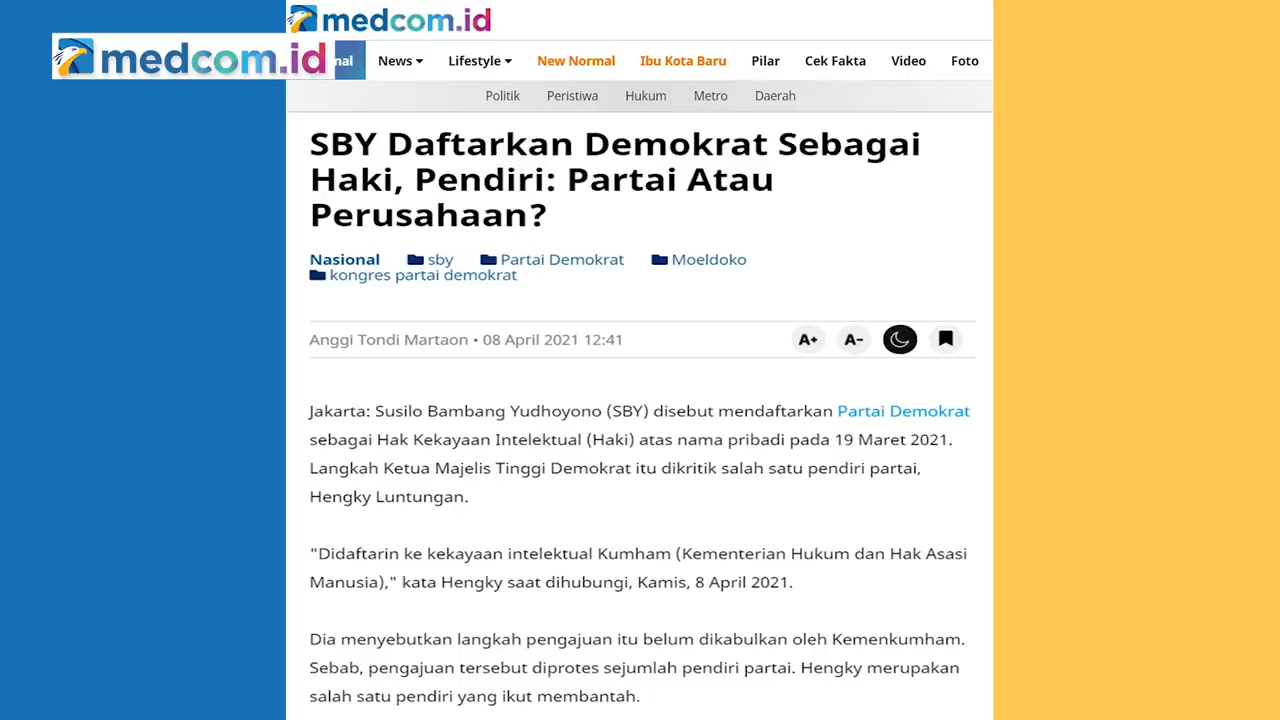 medcom.id
medcom.id
nal News Lifestyle New Normal Ibu Kota Baru Pilar Cek Fakta Video Foto
Politik Peristiwa Hukum Metro Daerah
SBY Daftarkan Demokrat Sebagai
Haki, Pendiri: Partai Atau
Perusahaan?
Nasional sby Partai Demokrat Moeldoko
kongres partai demokrat
Anggi Tondi Martaon • 08 April 2021 12:41 A+ A-
Jakarta: Susilo Bambang Yudhoyono (SBY) disebut mendaftarkan Partai Demokrat
sebagai Hak Kekayaan Intelektual (Haki) atas nama pribadi pada 19 Maret 2021.
Langkah Ketua Majelis Tinggi Demokrat itu dikritik salah satu pendiri partai,
Hengky Luntungan.
"Didaftarin ke kekayaan intelektual Kumham (Kementerian Hukum dan Hak Asasi
Manusia)," kata Hengky saat dihubungi, Kamis, 8 April 2021.
Dia menyebutkan langkah pengajuan itu belum dikabulkan oleh Kemenkumham.
Sebab, pengajuan tersebut diprotes sejumlah pendiri partai. Hengky merupakan
salah satu pendiri yang ikut membantah.